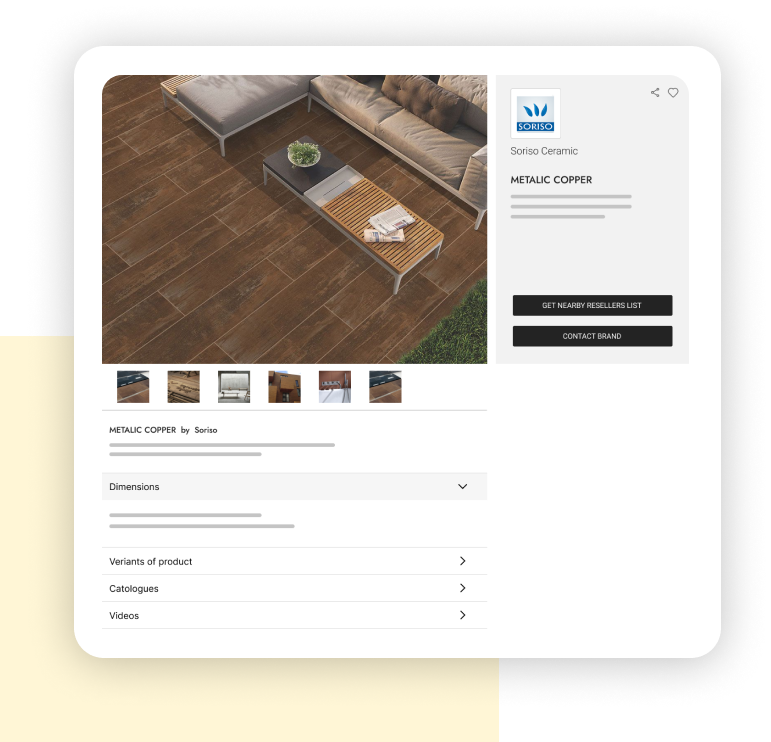 SORISO
Soriso Ceramic
METALIC COPPER
GET NEARBY RESELLERS LIST
CONTACT BRAND
METALIC COPPER by Soriso
Dimensions
Veriants of product
Catologues
Videos